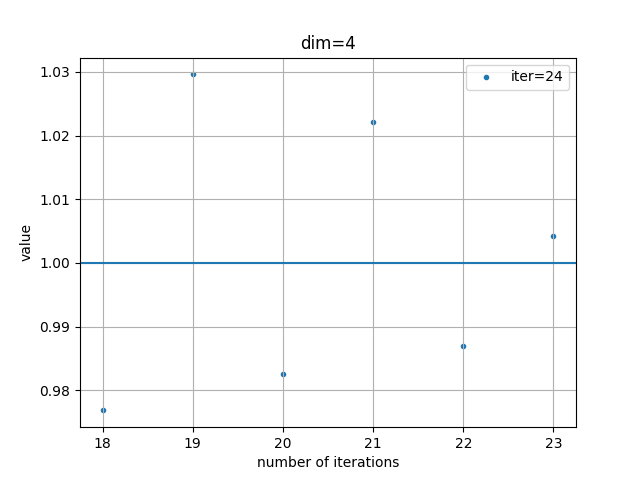 dim=4
iter=24
value
1.03
1.02
1.01
1.00
0.99
0.98
18 19 20 21 22 23
number of iterations